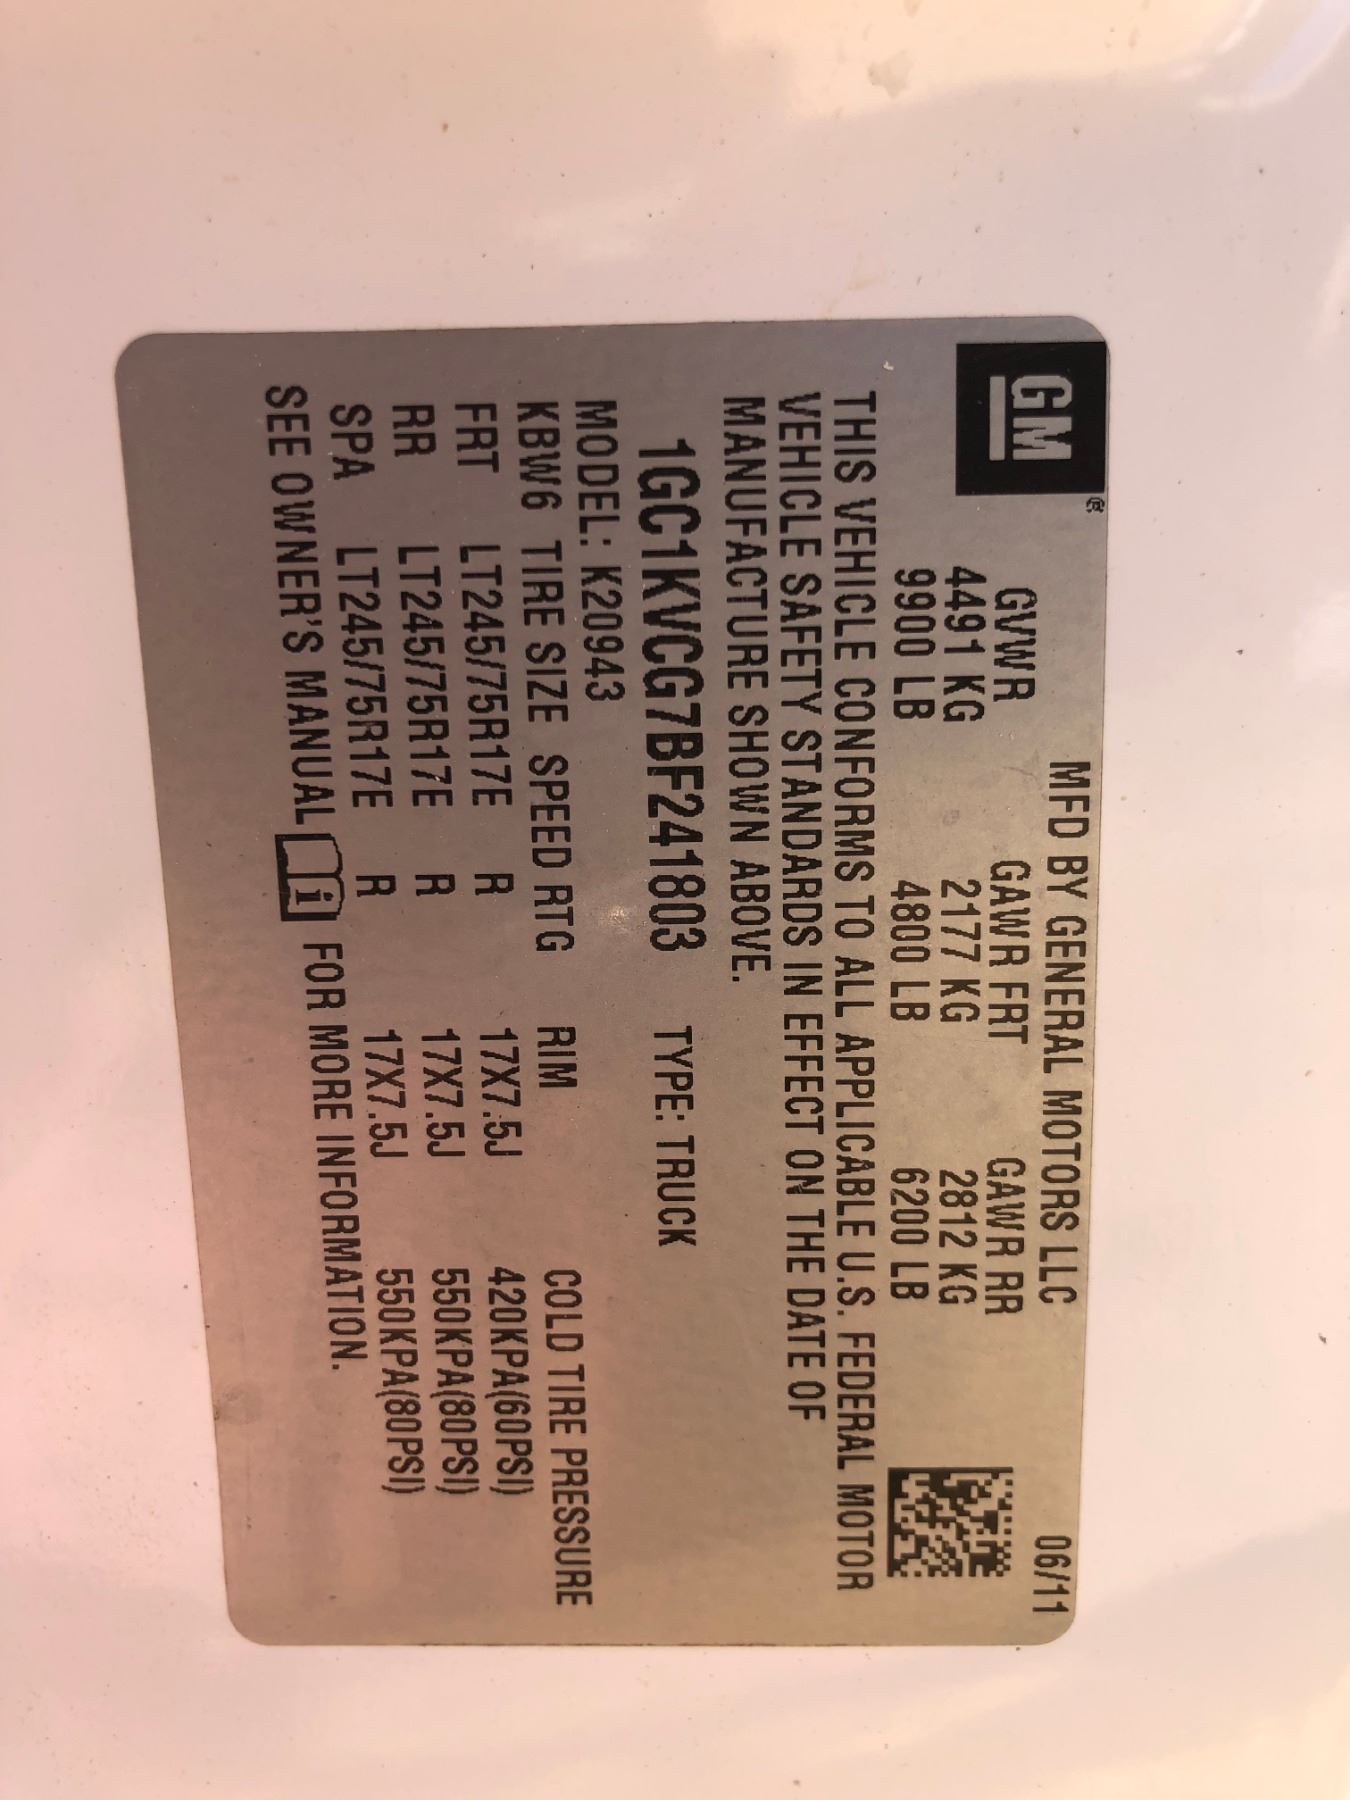 GM®
MFD BY GENERAL MOTORS LLC 06/11
GVWR GAWR FRT GAWR RR
4491 KG 2177 KG 2812 KG
9900 LB 4800 LB 6200 LB
THIS VEHICLE CONFORMS TO ALL APPLICABLE U.S. FEDERAL MOTOR
VEHICLE SAFETY STANDARDS IN EFFECT ON THE DATE OF
MANUFACTURE SHOWN ABOVE.
1GC1KVCG7BF241803 TYPE: TRUCK
MODEL: K20943
KBW6 TIRE SIZE SPEED RTG RIM COLD TIRE PRESSURE
FRT LT245/75R17E R 17X7.5J 420KPA(60PSI)
RR LT245/75R17E R 17X7.5J 550KPA(80PSI)
SPA LT245/75R17E R 17X7.5J 550KPA(80PSI)
SEE OWNER'S MANUAL i FOR MORE INFORMATION.